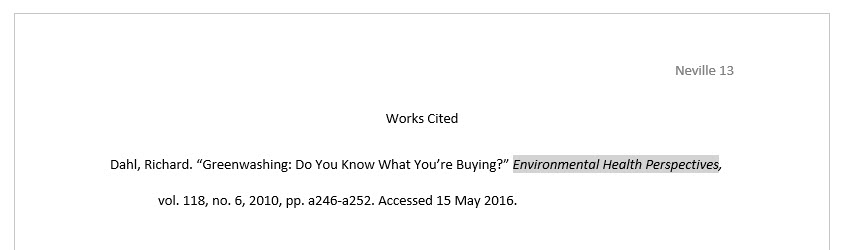 Neville 13
Works Cited
Dahl, Richard. “Greenwashing: Do You Know What You’re Buying?” Environmental Health Perspectives,
vol. 118, no. 6, 2010, pp. a246-a252. Accessed 15 May 2016.